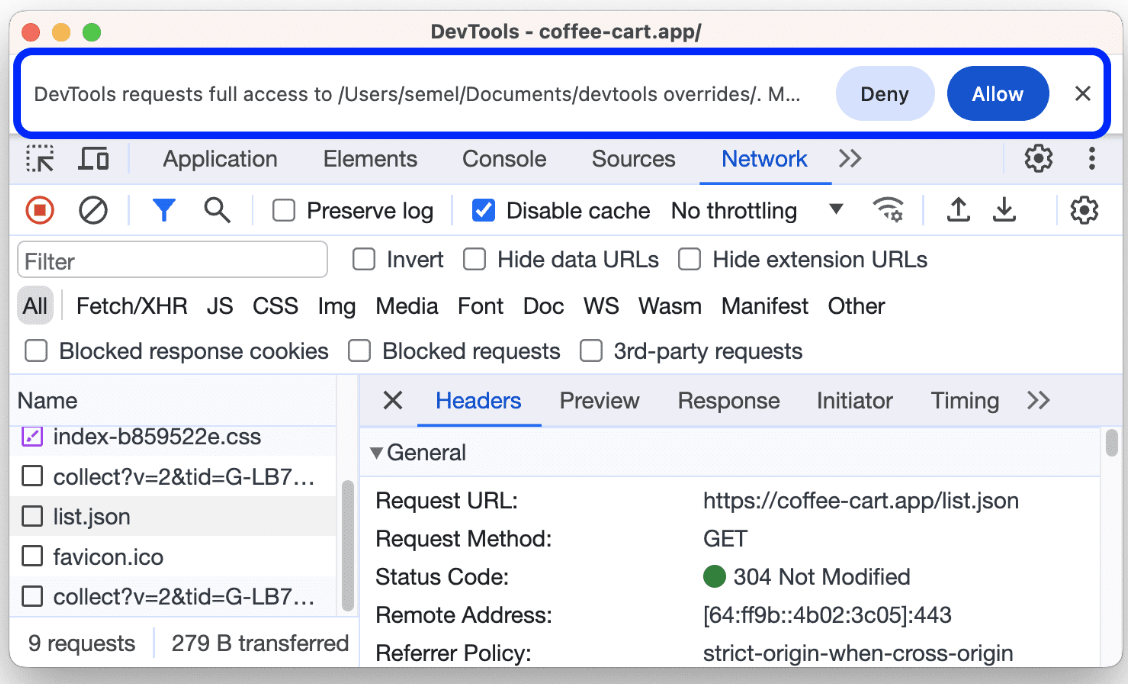 DevTools - coffee-cart.app/
DevTools requests full access to /Users/semel/Documents/devtools overrides/. M... Deny Allow
Application Elements Console Sources Network
Preserve log Disable cache No throttling
Filter Invert Hide data URLs Hide extension URLs
All Fetch/XHR JS CSS Img Media Font Doc WS Wasm Manifest Other
Blocked response cookies Blocked requests 3rd-party requests
Name Headers Preview Response Initiator Timing
index-b859522e.css
General
collect?v=2&tid=G-LB7...
Request URL: https://coffee-cart.app/list.json
list.json
Request Method: GET
favicon.ico
Status Code: 304 Not Modified
collect?v=2&tid=G-LB7...
Remote Address: [64:ff9b::4b02:3c05]:443
9 requests 279 B transferred
Referrer Policy: strict-origin-when-cross-origin